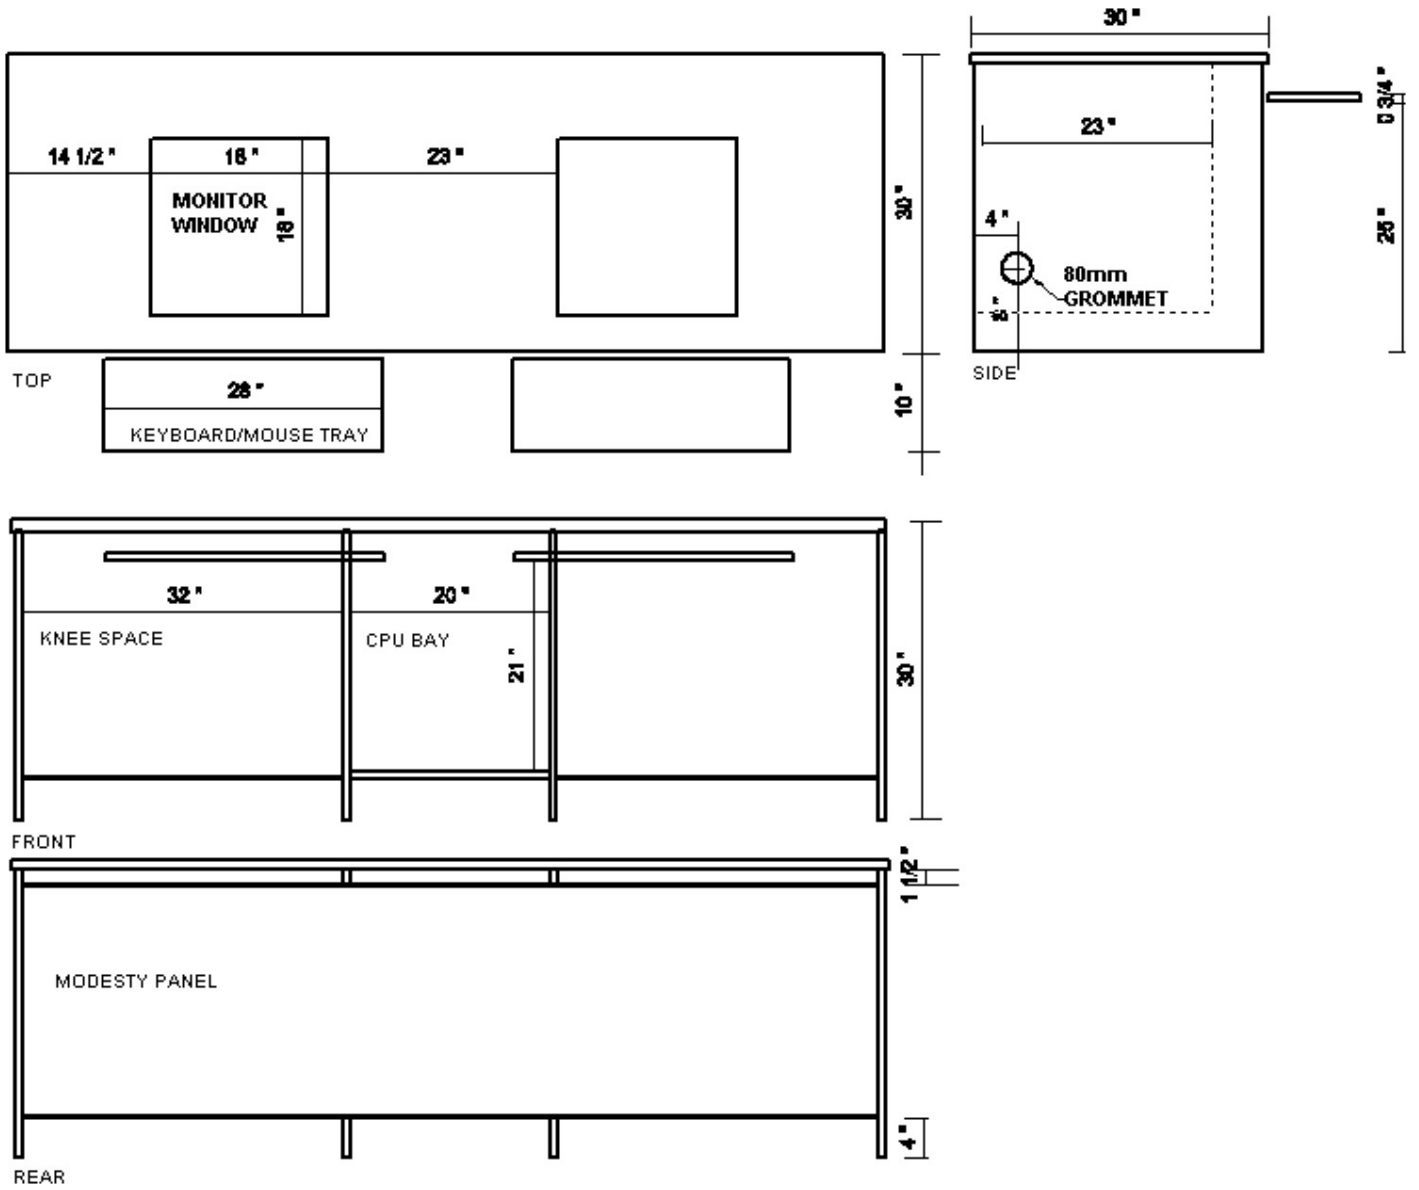 30 "
14 1/2 "
18 "
23 "
MONITOR
WINDOW
18 "
30 "
TOP
28 "
KEYBOARD/MOUSE TRAY
10 "
23 "
4 "
80mm
GROMMET
0 3/4 "
25 "
SIDE
32 "
20 "
KNEE SPACE
CPU BAY
21 "
30 "
FRONT
1 1/2 "
MODESTY PANEL
4 "
REAR